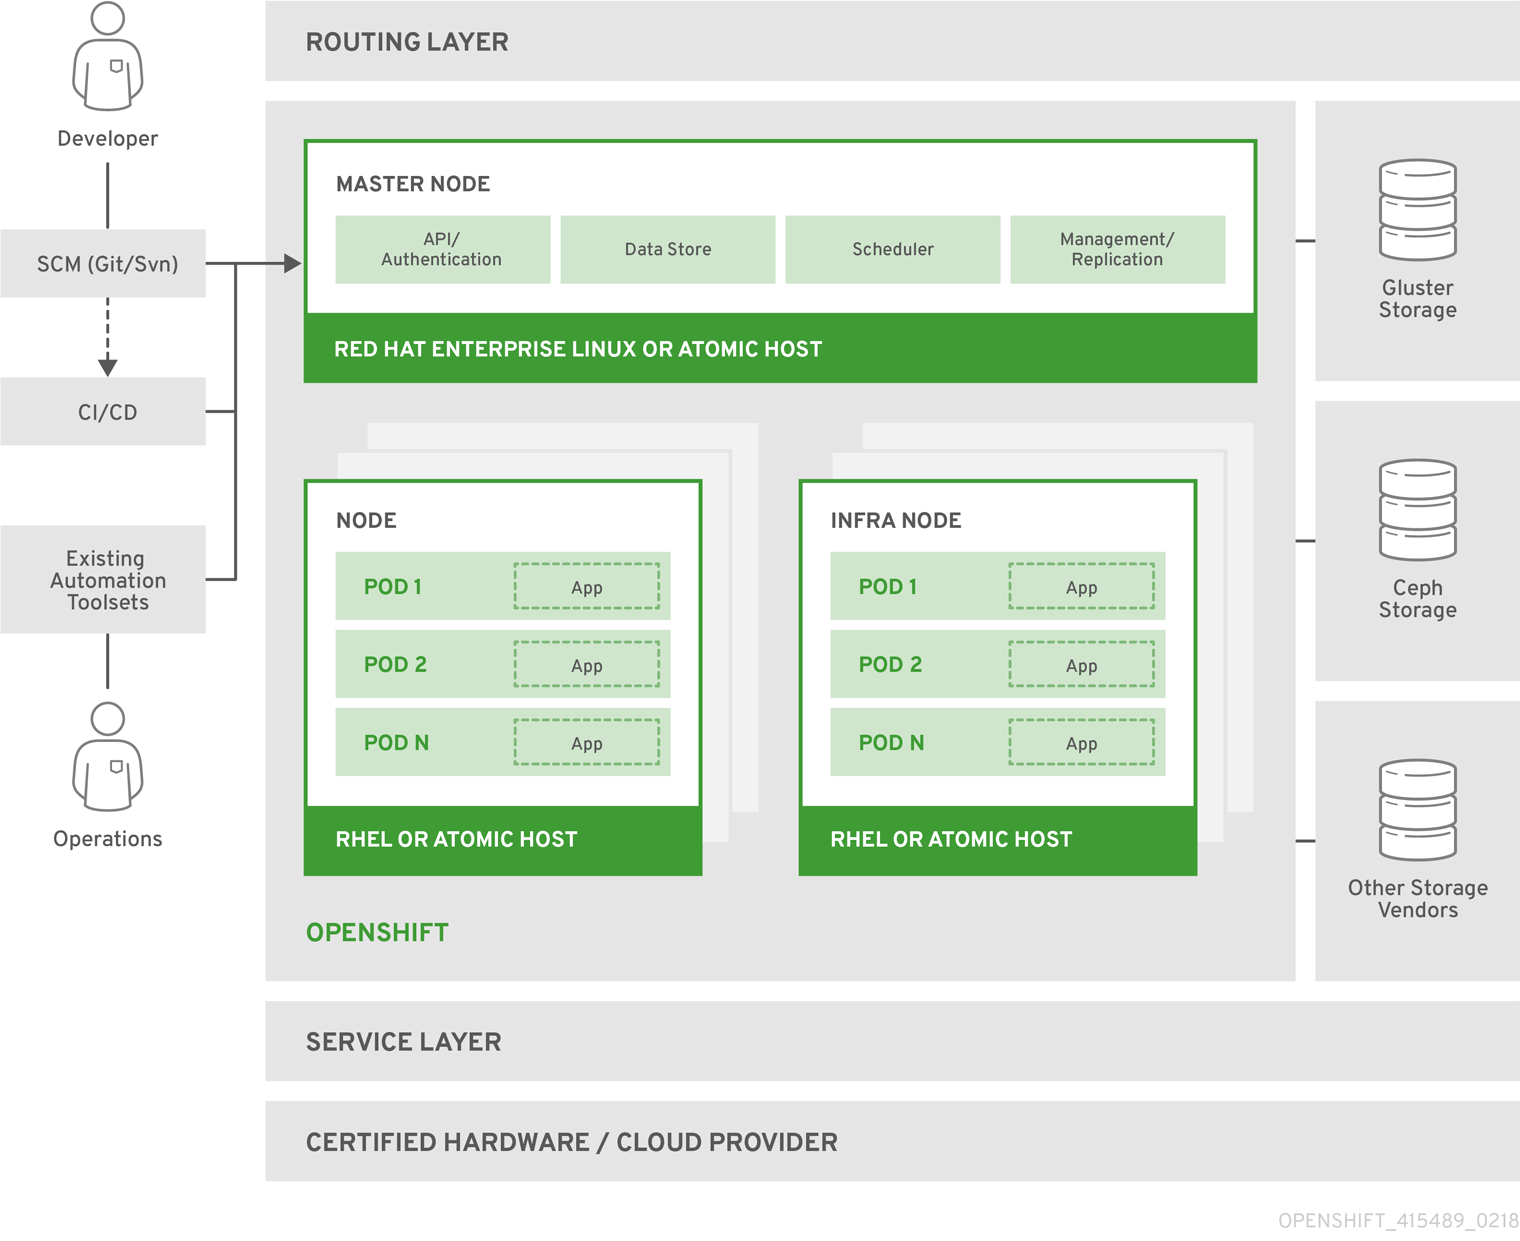 ROUTING LAYER
Developer
SCM (Git/Svn)
CI/CD
Existing
Automation
Toolsets
Operations
MASTER NODE
API/
Authentication
Data Store
Scheduler
Management/
Replication
RED HAT ENTERPRISE LINUX OR ATOMIC HOST
NODE
POD 1
App
POD 2
App
POD N
App
RHEL OR ATOMIC HOST
INFRA NODE
POD 1
App
POD 2
App
POD N
App
RHEL OR ATOMIC HOST
OPENSHIFT
Gluster
Storage
Ceph
Storage
Other Storage
Vendors
SERVICE LAYER
CERTIFIED HARDWARE / CLOUD PROVIDER
OPENSHIFT_415489_0218